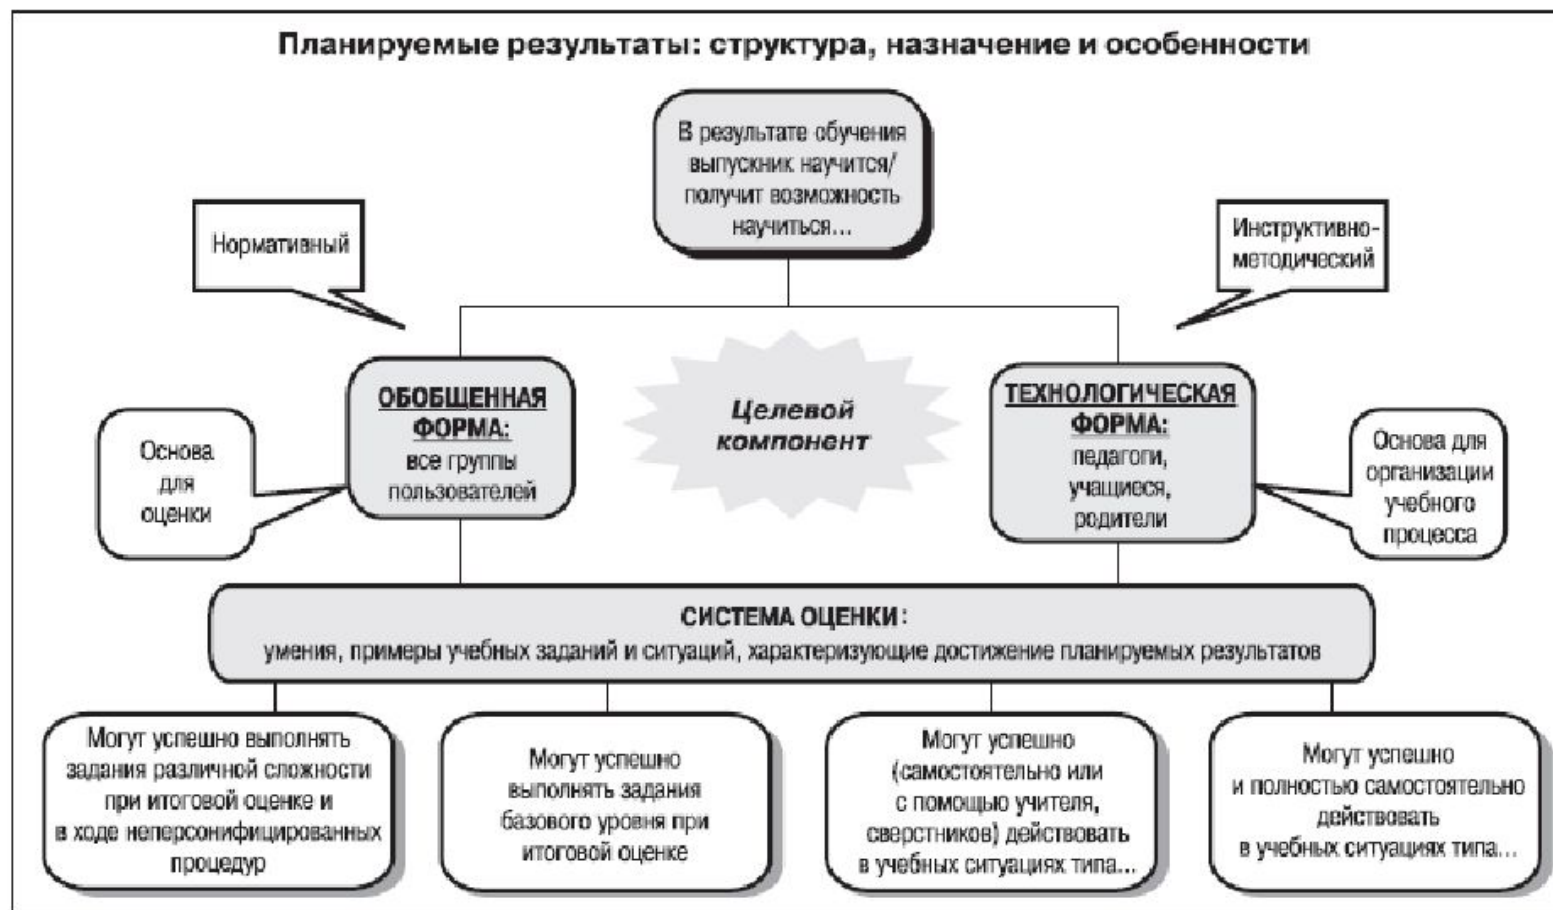 Планируемые результаты: структура, назначение и особенности
В результате обучения
выпускник научится/
получит возможность
научиться...
Нормативный
Инструктивно-
методический
ОБОБЩЕННАЯ
ФОРМА:
все группы
пользователей
Целевой
компонент
ТЕХНОЛОГИЧЕСКАЯ
ФОРМА:
педагоги,
учащиеся,
родители
Основа
для
оценки
Основа для
организации
учебного
процесса
СИСТЕМА ОЦЕНКИ:
умения, примеры учебных заданий и ситуаций, характеризующие достижение планируемых результатов
Могут успешно выполнять
задания различной сложности
при итоговой оценке и
в ходе неперсонифицированных
процедур
Могут успешно
выполнять задания
базового уровня при
итоговой оценке
Могут успешно
(самостоятельно или
с помощью учителя,
сверстников) действовать
в учебных ситуациях типа...
Могут успешно
и полностью самостоятельно
действовать
в учебных ситуациях типа...